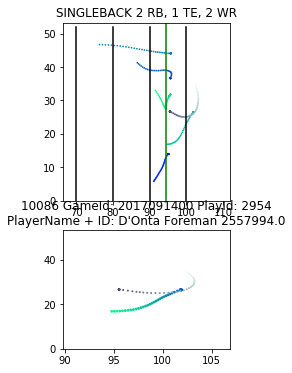 SINGLEBACK 2 RB, 1 TE, 2 WR
50
40
30
20
10
0
70 80 90 100 110
10086 GameId: 2017091400 PlayId: 2954
PlayerName + ID: D'Onta Foreman 2557994.0
40
20
0
90 95 100 105